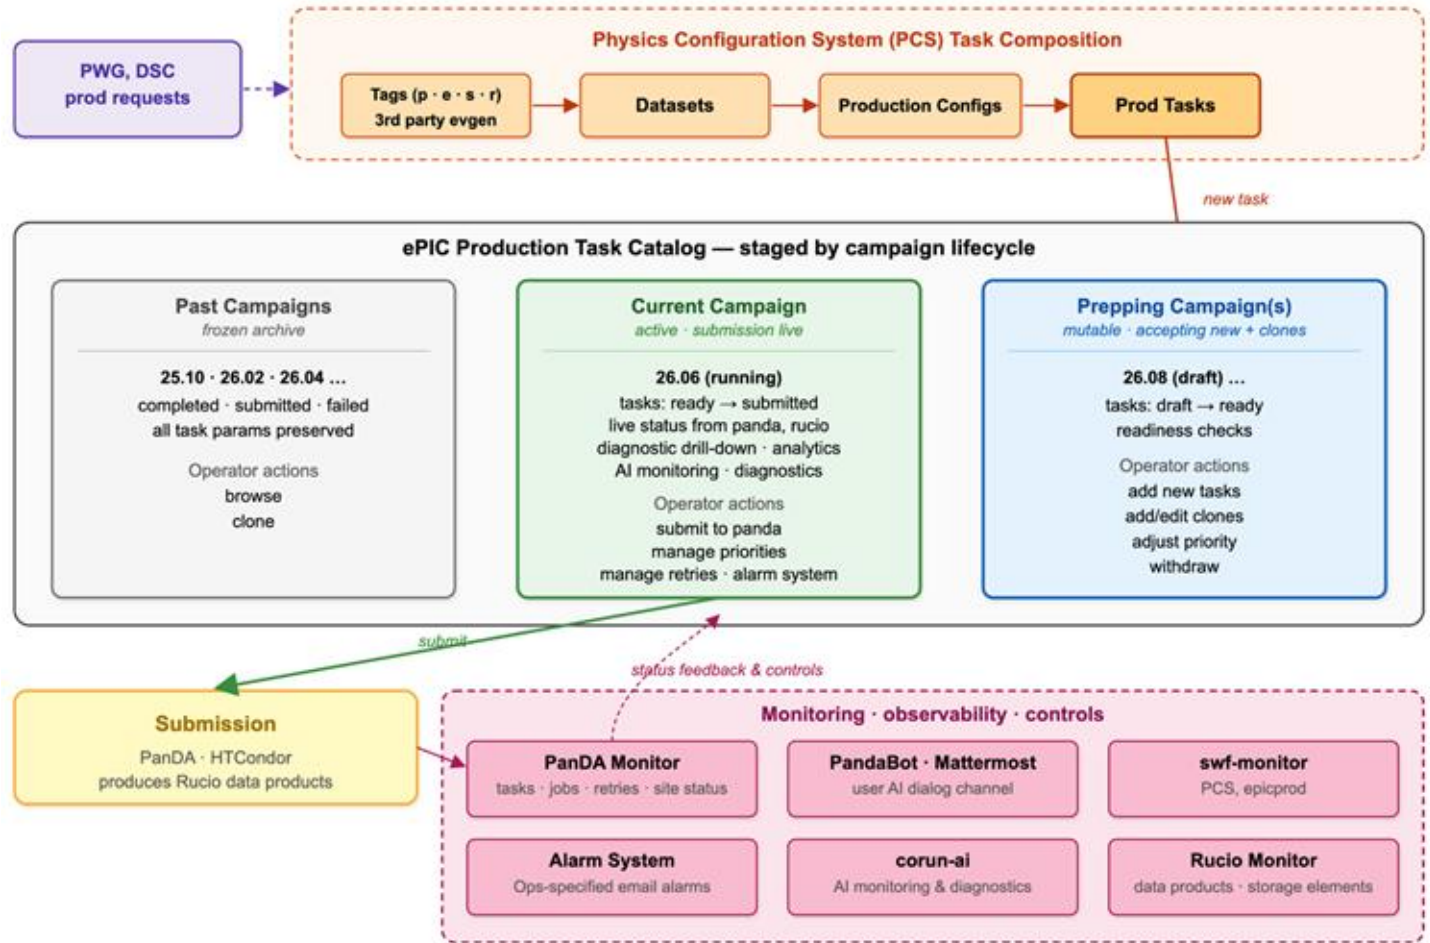 Physics Configuration System (PCS) Task Composition
PWG, DSC
prod requests
Tags (p · e · s · r)
3rd party evgen
Datasets
Production Configs
Prod Tasks
new task
ePIC Production Task Catalog — staged by campaign lifecycle
Past Campaigns
frozen archive
25.10 · 26.02 · 26.04 ...
completed · submitted · failed
all task params preserved
Operator actions
browse
clone
Current Campaign
active · submission live
26.06 (running)
tasks: ready → submitted
live status from panda, rucio
diagnostic drill-down · analytics
AI monitoring · diagnostics
Operator actions
submit to panda
manage priorities
manage retries · alarm system
Prepping Campaign(s)
mutable · accepting new + clones
26.08 (draft) ...
tasks: draft → ready
readiness checks
Operator actions
add new tasks
add/edit clones
adjust priority
withdraw
submit
status feedback & controls
Submission
PanDA · HTCondor
produces Rucio data products
Monitoring · observability · controls
PanDA Monitor
tasks · jobs · retries · site status
PandaBot · Mattermost
user AI dialog channel
swf-monitor
PCS, epicprod
Alarm System
Ops-specified email alarms
corun-ai
AI monitoring & diagnostics
Rucio Monitor
data products · storage elements